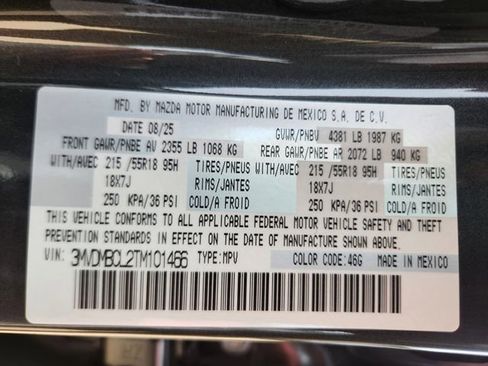 MFD. BY MAZDA MOTOR MANUFACTURING DE MEXICO S.A. DE C.V.
DATE 08/25 GVWR/PNBV 4381 LB 1987 KG
FRONT GAWR/PNBE AV 2355 LB 1068 KG REAR GAWR/PNBE AR 2072 LB 940 KG
WITH/AVEC 215/55R18 95H TIRES/PNEUS WITH/AVEC 215/55R18 95H TIRES/PNEUS
18X7J RIMS/JANTES 18X7J RIMS/JANTES
250 KPA/36 PSI COLD/A FROID 250 KPA/36 PSI COLD/A FROID
THIS VEHICLE CONFORMS TO ALL APPLICABLE FEDERAL MOTOR VEHICLE SAFETY AND THEFT
PREVENTION STANDARDS IN EFFECT ON THE DATE OF MANUFACTURE SHOWN ABOVE.
VIN: 3MVDMBCL2TM101466 TYPE: MPV COLOR CODE: 46G MADE IN MEXICO